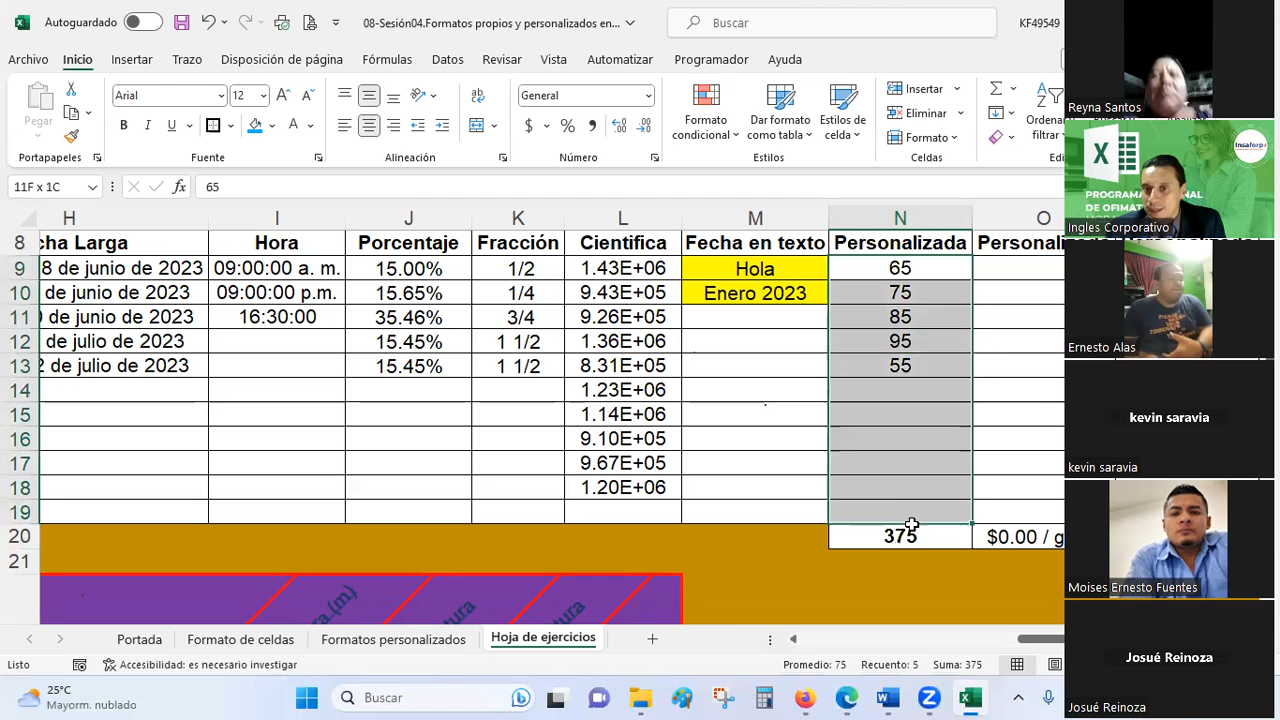 Autoguardado 08-Sesión04.Formatos propios y personalizados en... Buscar KF49549
Archivo Inicio Insertar Trazo Disposición de página Fórmulas Datos Revisar Vista Automatizar Programador Ayuda
Pegar Arial 12 General Formato condicional Dar formato como tabla Estilos de celda Insertar Eliminar Formato Ordenar filtrar
Portapapeles Fuente Alineación Número Estilos Celdas
11F x 1C fx 65
H I J K L M N O
8 cha Larga Hora Porcentaje Fracción Cientifica Fecha en texto Personalizada Personali
9 8 de junio de 2023 09:00:00 a. m. 15.00% 1/2 1.43E+06 Hola 65
10 de junio de 2023 09:00:00 p.m. 15.65% 1/4 9.43E+05 Enero 2023 75
11 de junio de 2023 16:30:00 35.46% 3/4 9.26E+05 85
12 de julio de 2023 15.45% 1 1/2 1.36E+06 95
13 2 de julio de 2023 15.45% 1 1/2 8.31E+05 55
14 1.23E+06
15 1.14E+06
16 9.10E+05
17 9.67E+05
18 1.20E+06
19
20 375 $0.00 / g
21
Portada Formato de celdas Formatos personalizados Hoja de ejercicios
Listo Accesibilidad: es necesario investigar Promedio: 75 Recuento: 5 Suma: 375
25°C
Mayorm. nublado
Buscar
Reyna Santos
Insaforp
DE OFIMAT
Ingles Corporativo
Ernesto Alas
kevin saravia
kevin saravia
Moises Ernesto Fuentes
Josué Reinoza
Josué Reinoza